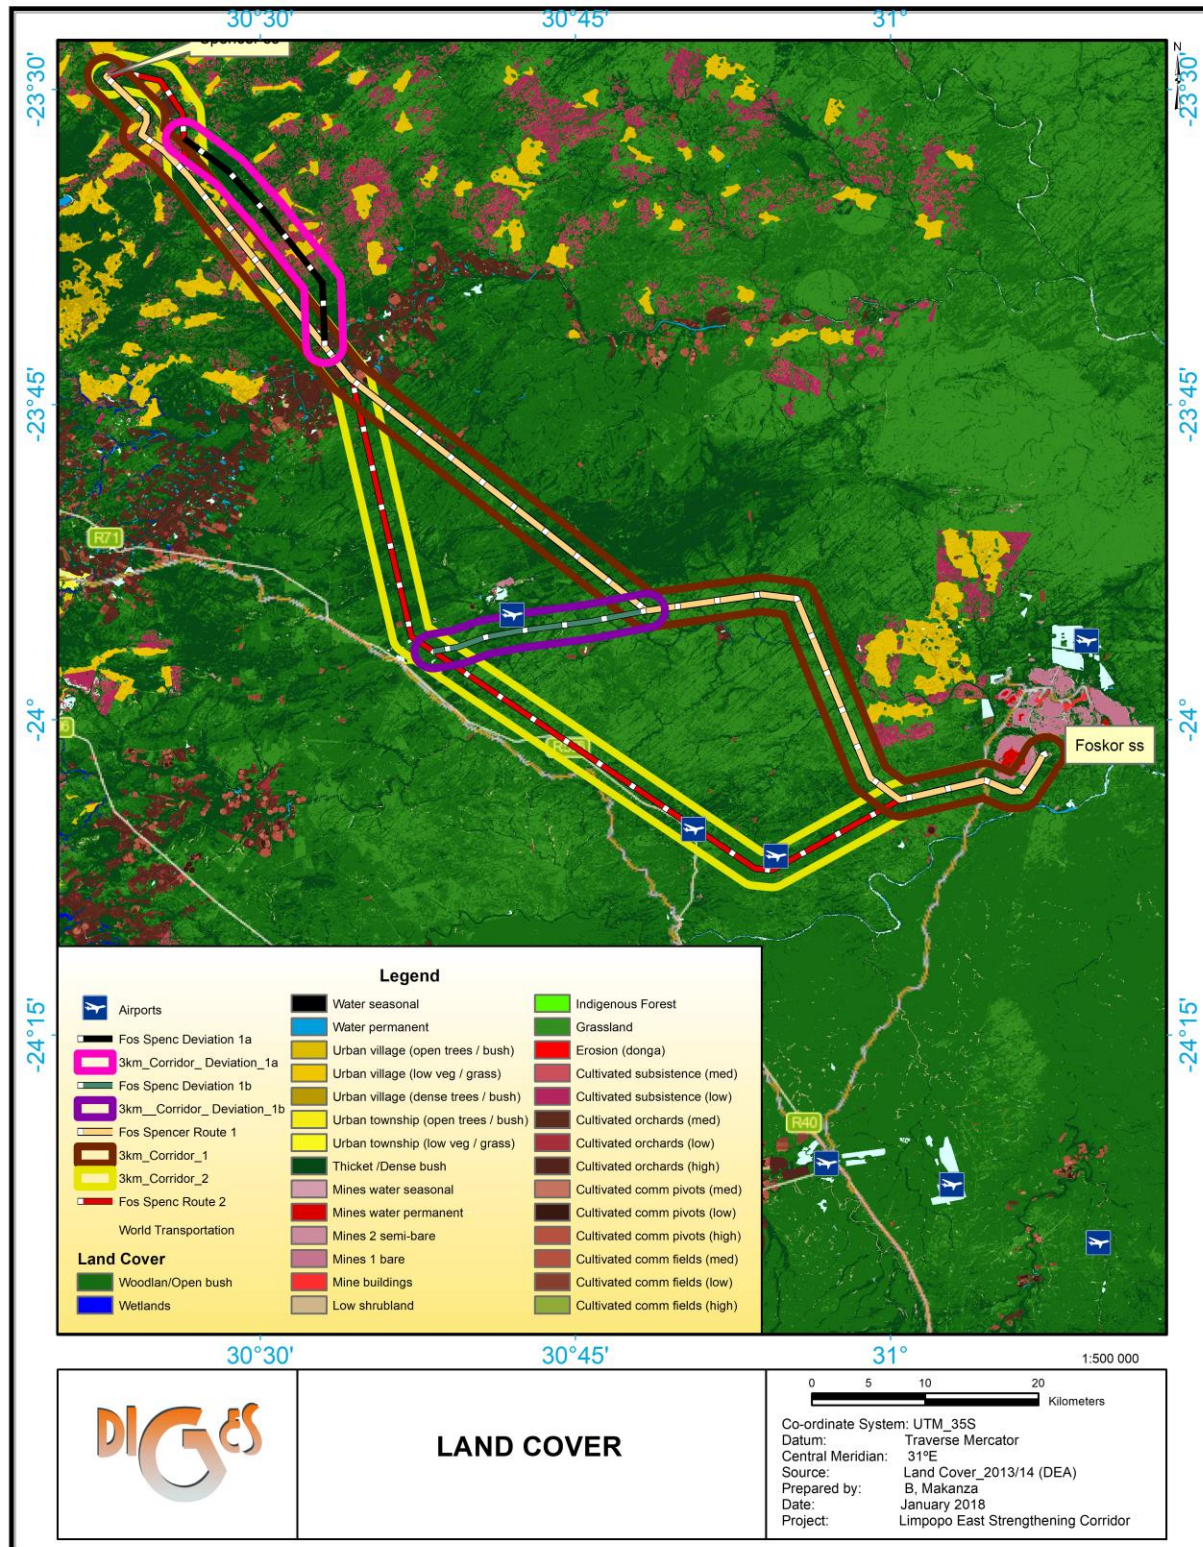 30°30' 30°45' 31°
-23°30'
-23°30'
N
-23°45'
-23°45'
R71
-24°
-24°
Foskor ss
-24°15'
-24°15'
R40
Legend
Airports
Fos Spenc Deviation 1a
3km_Corridor_ Deviation_1a
Fos Spenc Deviation 1b
3km__Corridor_ Deviation_1b
Fos Spencer Route 1
3km_Corridor_1
3km_Corridor_2
Fos Spenc Route 2
World Transportation
Land Cover
Woodlan/Open bush
Wetlands
Water seasonal
Water permanent
Urban village (open trees / bush)
Urban village (low veg / grass)
Urban village (dense trees / bush)
Urban township (open trees / bush)
Urban township (low veg / grass)
Thicket /Dense bush
Mines water seasonal
Mines water permanent
Mines 2 semi-bare
Mines 1 bare
Mine buildings
Low shrubland
Indigenous Forest
Grassland
Erosion (donga)
Cultivated subsistence (med)
Cultivated subsistence (low)
Cultivated orchards (med)
Cultivated orchards (low)
Cultivated orchards (high)
Cultivated comm pivots (med)
Cultivated comm pivots (low)
Cultivated comm pivots (high)
Cultivated comm fields (med)
Cultivated comm fields (low)
Cultivated comm fields (high)
30°30' 30°45' 31°
1:500 000
DIGES
LAND COVER
0 5 10 20
Kilometers
Co-ordinate System: UTM_35S
Datum: Traverse Mercator
Central Meridian: 31ºE
Source: Land Cover_2013/14 (DEA)
Prepared by: B, Makanza
Date: January 2018
Project: Limpopo East Strengthening Corridor